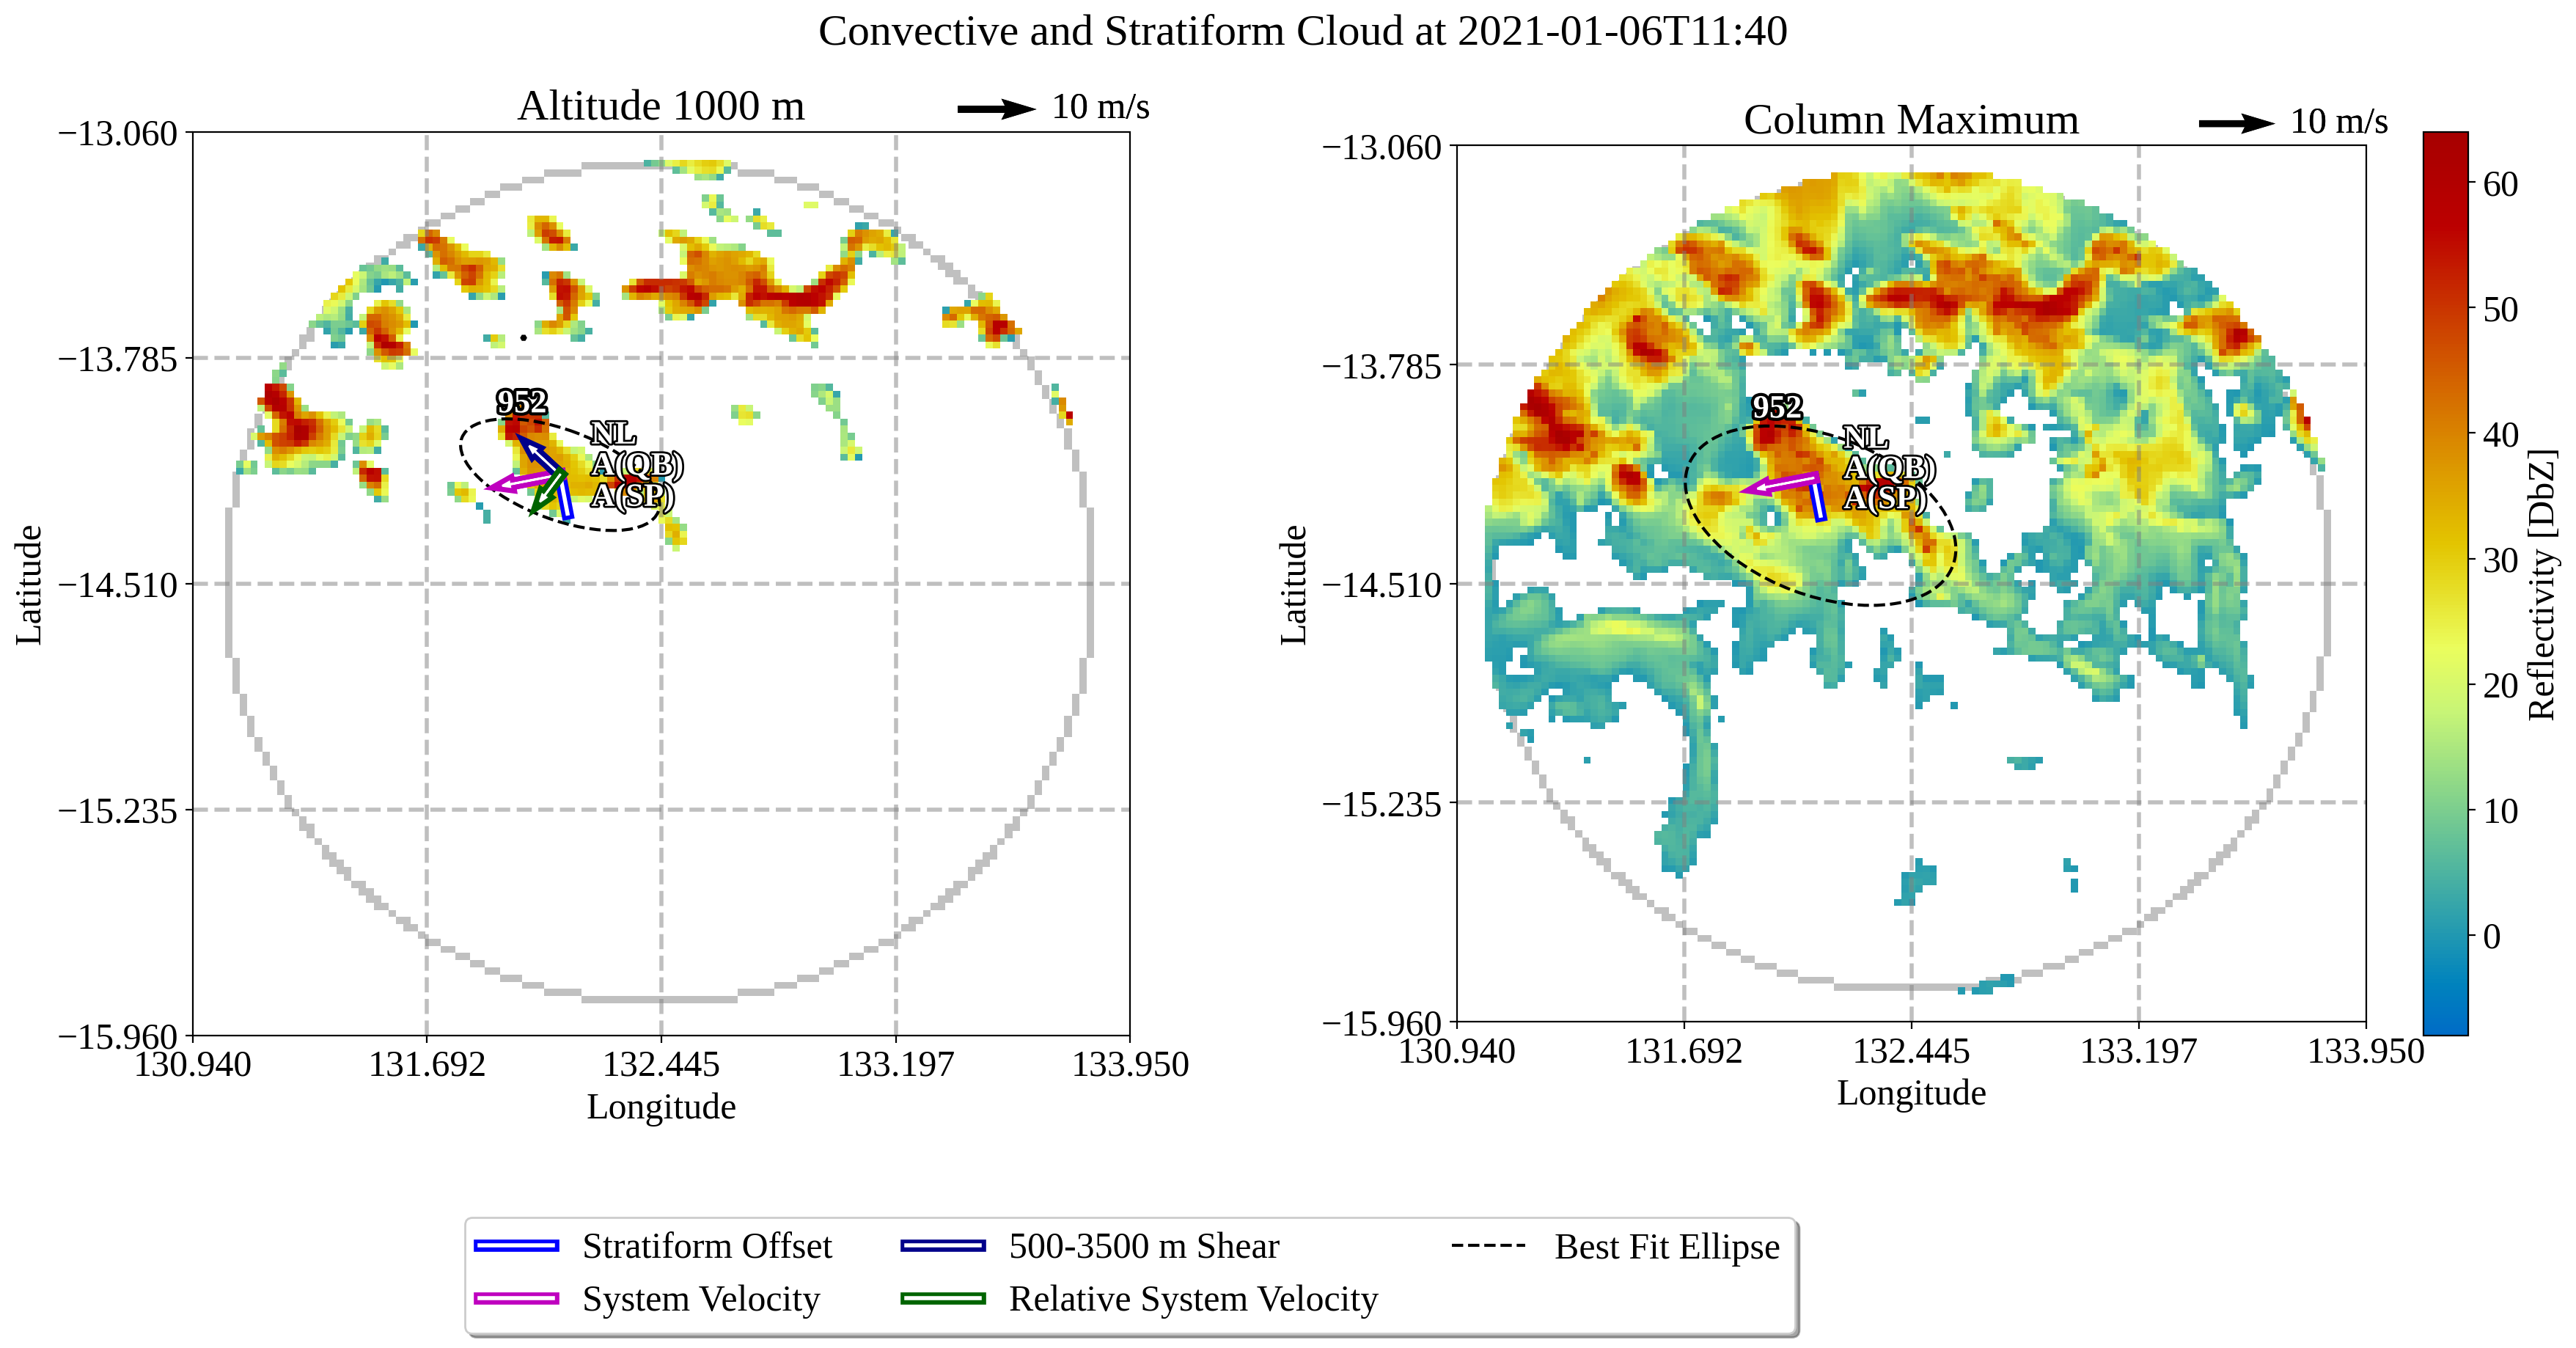 Convective and Stratiform Cloud at 2021-01-06T11:40
Altitude 1000 m
10 m/s
−13.060
−13.785
−14.510
−15.235
−15.960
Latitude
130.940
131.692
132.445
133.197
133.950
Longitude
952
NL
A(QB)
A(SP)
Column Maximum
10 m/s
−13.060
−13.785
−14.510
−15.235
−15.960
Latitude
130.940
131.692
132.445
133.197
133.950
Longitude
952
NL
A(QB)
A(SP)
60
50
40
30
20
10
0
Reflectivity [DbZ]
Stratiform Offset
System Velocity
500-3500 m Shear
Relative System Velocity
Best Fit Ellipse